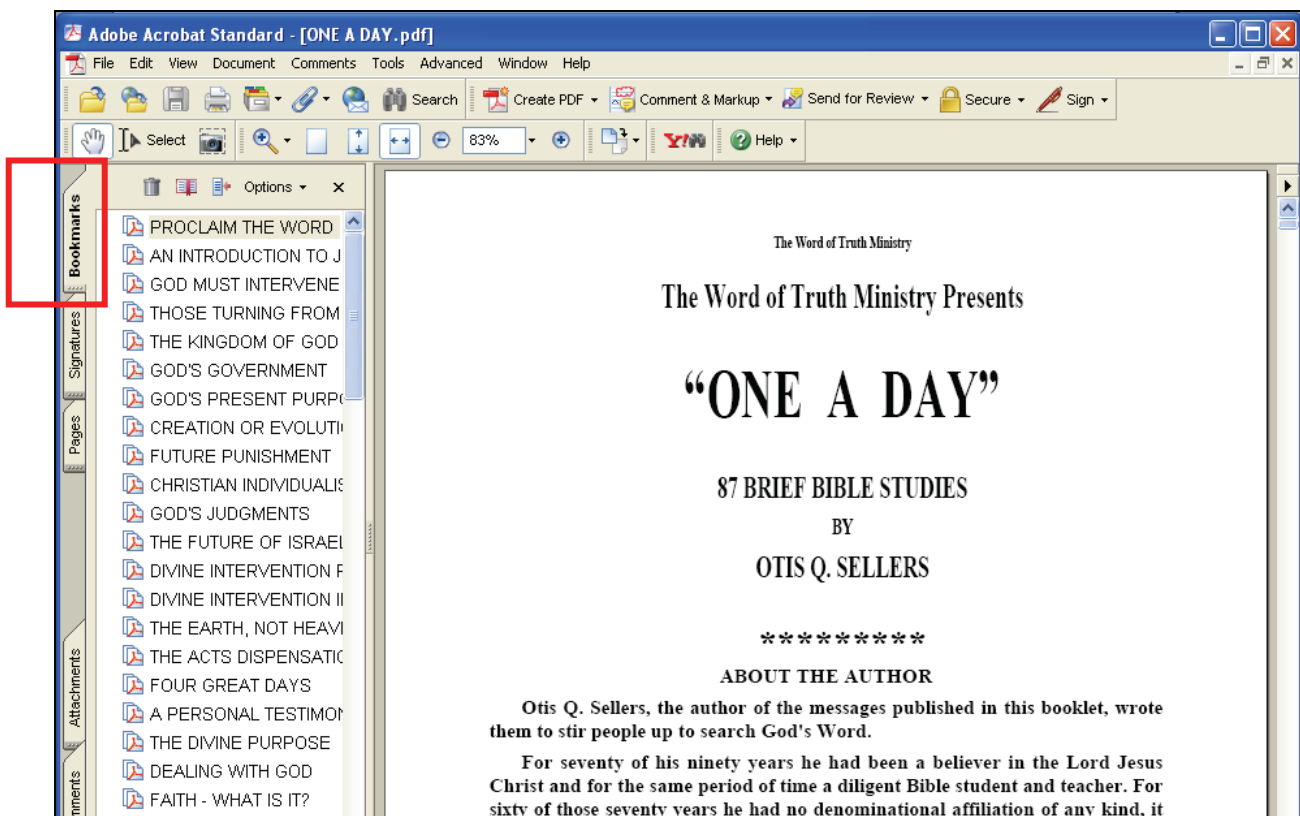 Adobe Acrobat Standard - [ONE A DAY.pdf]
File Edit View Document Comments Tools Advanced Window Help
Search Create PDF Comment & Markup Send for Review Secure Sign
Select 83% Y! Help
Bookmarks
Signatures
Pages
Attachments
Options
PROCLAIM THE WORD
AN INTRODUCTION TO J
GOD MUST INTERVENE
THOSE TURNING FROM
THE KINGDOM OF GOD
GOD'S GOVERNMENT
GOD'S PRESENT PURP
CREATION OR EVOLUTI
FUTURE PUNISHMENT
CHRISTIAN INDIVIDUALIS
GOD'S JUDGMENTS
THE FUTURE OF ISRAEL
DIVINE INTERVENTION
DIVINE INTERVENTION
THE EARTH, NOT HEAV
THE ACTS DISPENSATIO
FOUR GREAT DAYS
A PERSONAL TESTIMON
THE DIVINE PURPOSE
DEALING WITH GOD
FAITH - WHAT IS IT?
The Word of Truth Ministry
The Word of Truth Ministry Presents
“ONE A DAY”
87 BRIEF BIBLE STUDIES
BY
OTIS Q. SELLERS
*********
ABOUT THE AUTHOR
Otis Q. Sellers, the author of the messages published in this booklet, wrote
them to stir people up to search God's Word.
For seventy of his ninety years he had been a believer in the Lord Jesus
Christ and for the same period of time a diligent Bible student and teacher. For
sixty of those seventy years he had no denominational affiliation of any kind, it